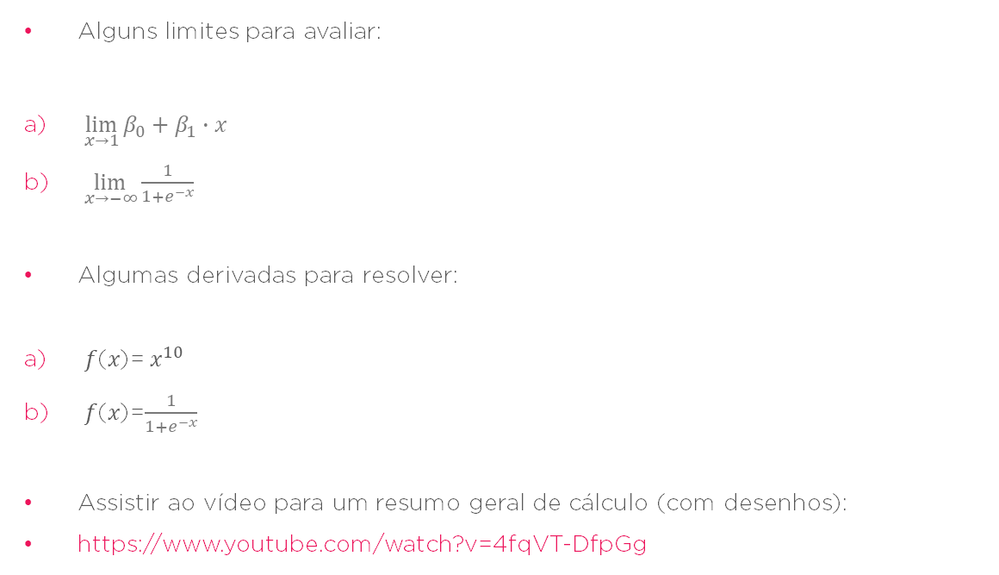 • Alguns limites para avaliar:
a) lim x→1 β₀ + β₁ · x
b) lim x→−∞ 1/(1+e^−x)
• Algumas derivadas para resolver:
a) f(x)= x¹⁰
b) f(x)= 1/(1+e^−x)
• Assistir ao vídeo para um resumo geral de cálculo (com desenhos):
• https://www.youtube.com/watch?v=4fqVT-DfpGg